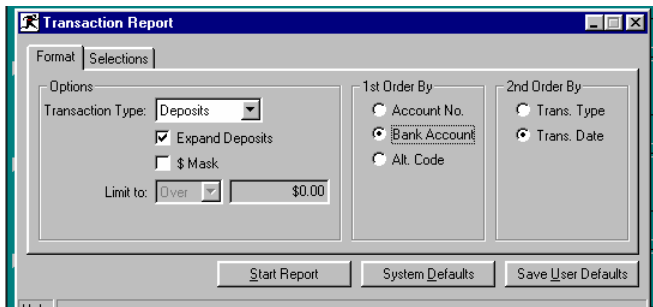 Transaction Report
Format Selections
Options
Transaction Type: Deposits
Expand Deposits
$ Mask
Limit to: Over $0.00
1st Order By
Account No.
Bank Account
Alt. Code
2nd Order By
Trans. Type
Trans. Date
Start Report System Defaults Save User Defaults